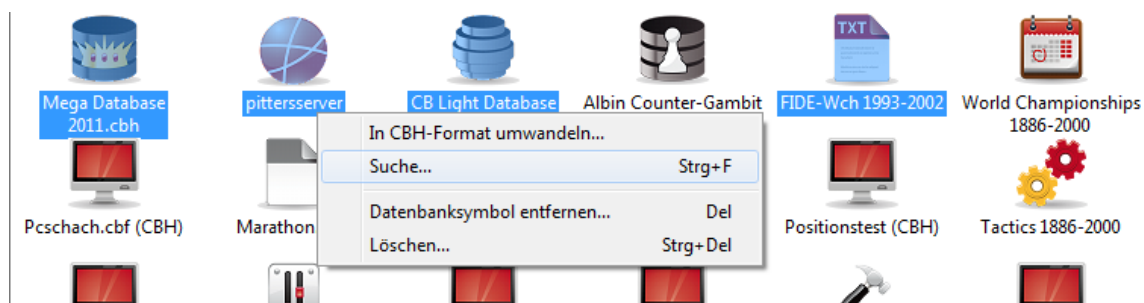 TXT
Mega Database
2011.cbh
pittersserver
CB Light Database
Albin Counter-Gambit
FIDE-Wch 1993-2002
World Championships
1886-2000
In CBH-Format umwandeln...
Suche... Strg+F
Datenbanksymbol entfernen... Del
Löschen... Strg+Del
Pcschach.cbf (CBH)
Marathon
Positionstest (CBH)
Tactics 1886-2000